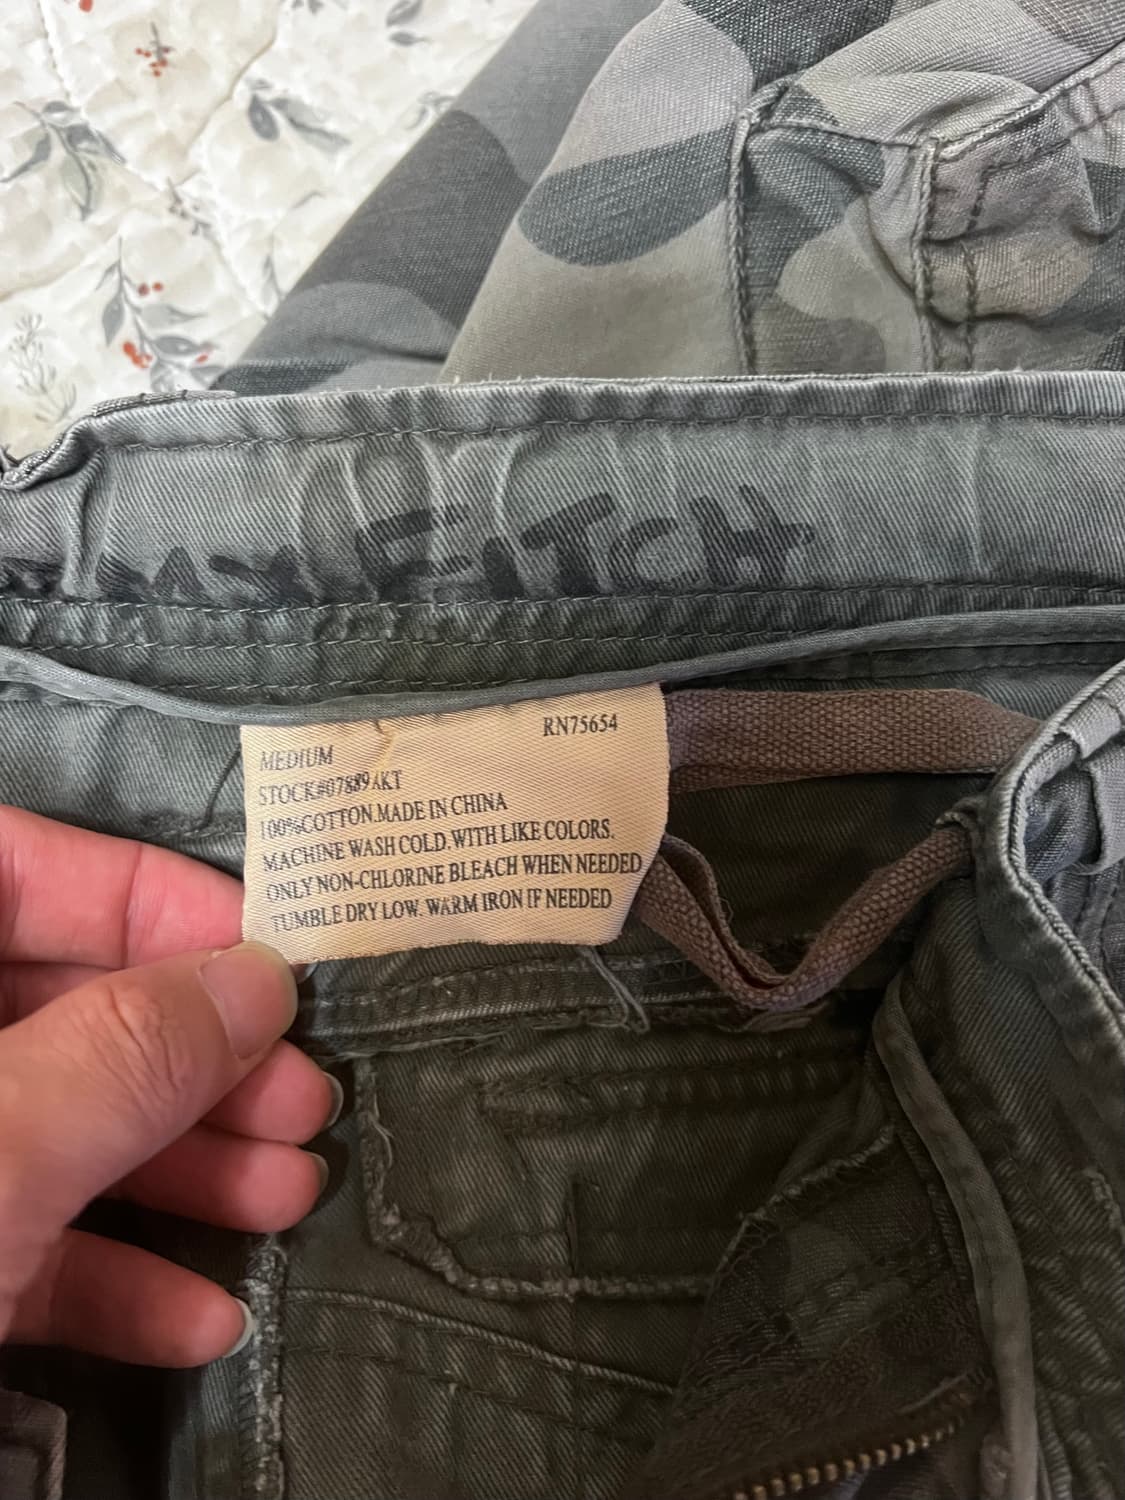 FITCH
RN75654
MEDIUM
STOCK#07889AKT
100%COTTON.MADE IN CHINA
MACHINE WASH COLD.WITH LIKE COLORS.
ONLY NON-CHLORINE BLEACH WHEN NEEDED
TUMBLE DRY LOW. WARM IRON IF NEEDED